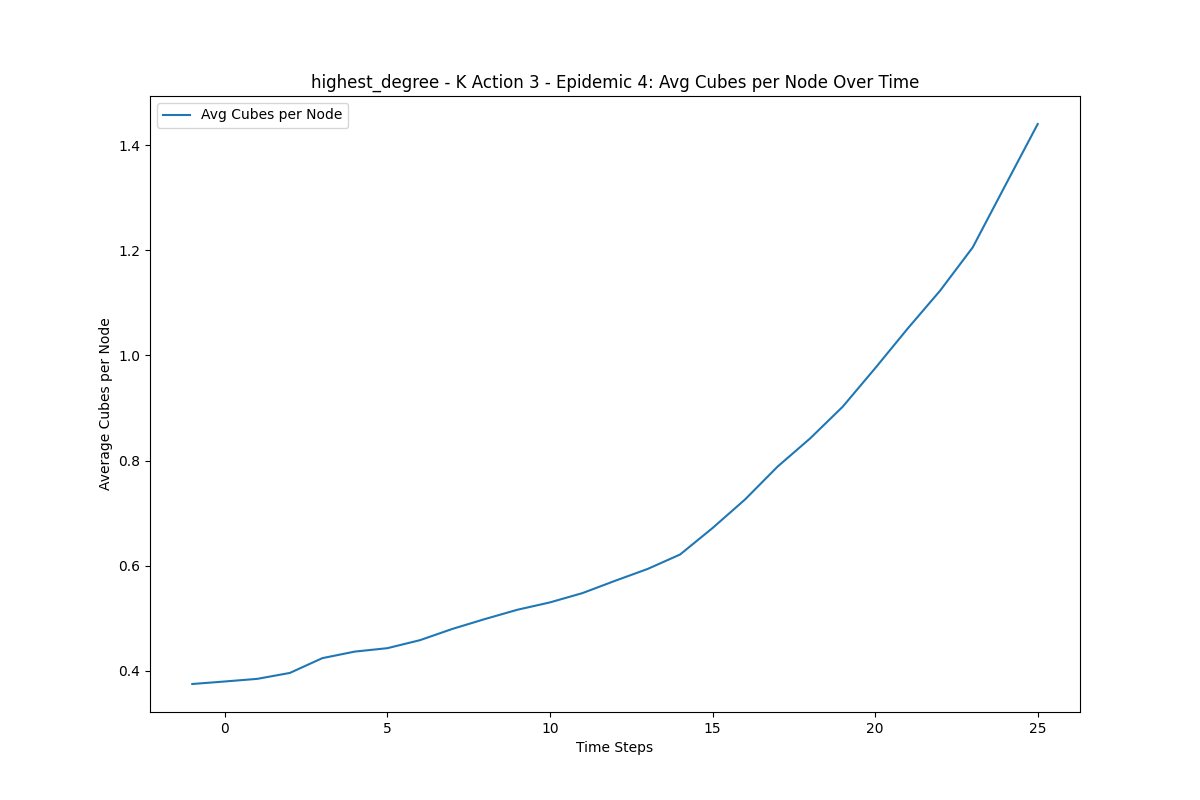 highest_degree - K Action 3 - Epidemic 4: Avg Cubes per Node Over Time
Avg Cubes per Node
1.4
1.2
1.0
0.8
0.6
0.4
Average Cubes per Node
0 5 10 15 20 25
Time Steps